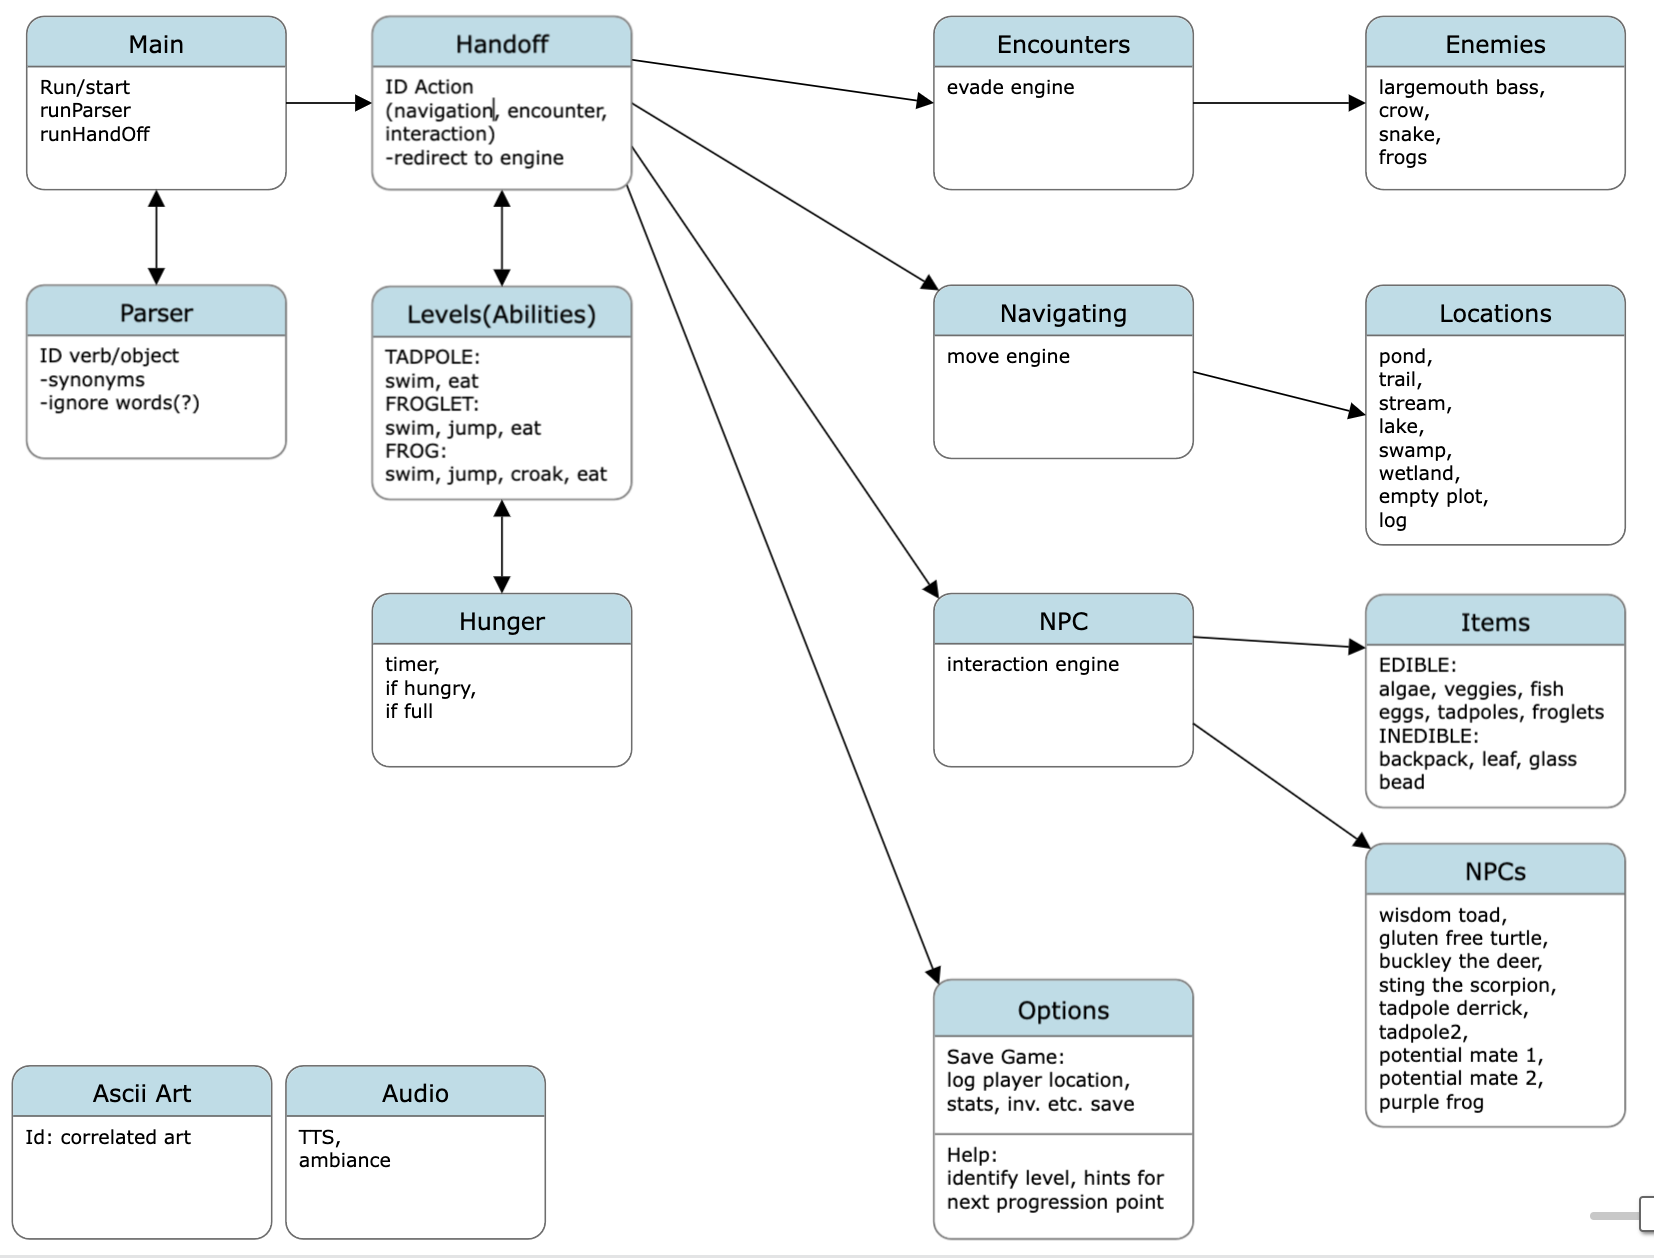 Main
Run/start
runParser
runHandOff
Handoff
ID Action
(navigation, encounter,
interaction)
-redirect to engine
Encounters
evade engine
Enemies
largemouth bass,
crow,
snake,
frogs
Parser
ID verb/object
-synonyms
-ignore words(?)
Levels(Abilities)
TADPOLE:
swim, eat
FROGLET:
swim, jump, eat
FROG:
swim, jump, croak, eat
Navigating
move engine
Locations
pond,
trail,
stream,
lake,
swamp,
wetland,
empty plot,
log
Hunger
timer,
if hungry,
if full
NPC
interaction engine
Items
EDIBLE:
algae, veggies, fish
eggs, tadpoles, froglets
INEDIBLE:
backpack, leaf, glass
bead
NPCs
wisdom toad,
gluten free turtle,
buckley the deer,
sting the scorpion,
tadpole derrick,
tadpole2,
potential mate 1,
potential mate 2,
purple frog
Options
Save Game:
log player location,
stats, inv. etc. save
Help:
identify level, hints for
next progression point
Ascii Art
Id: correlated art
Audio
TTS,
ambiance